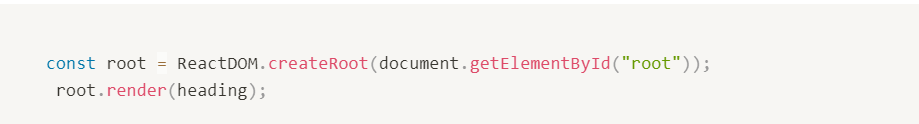 const root = ReactDOM.createRoot(document.getElementById("root"));
root.render(heading);